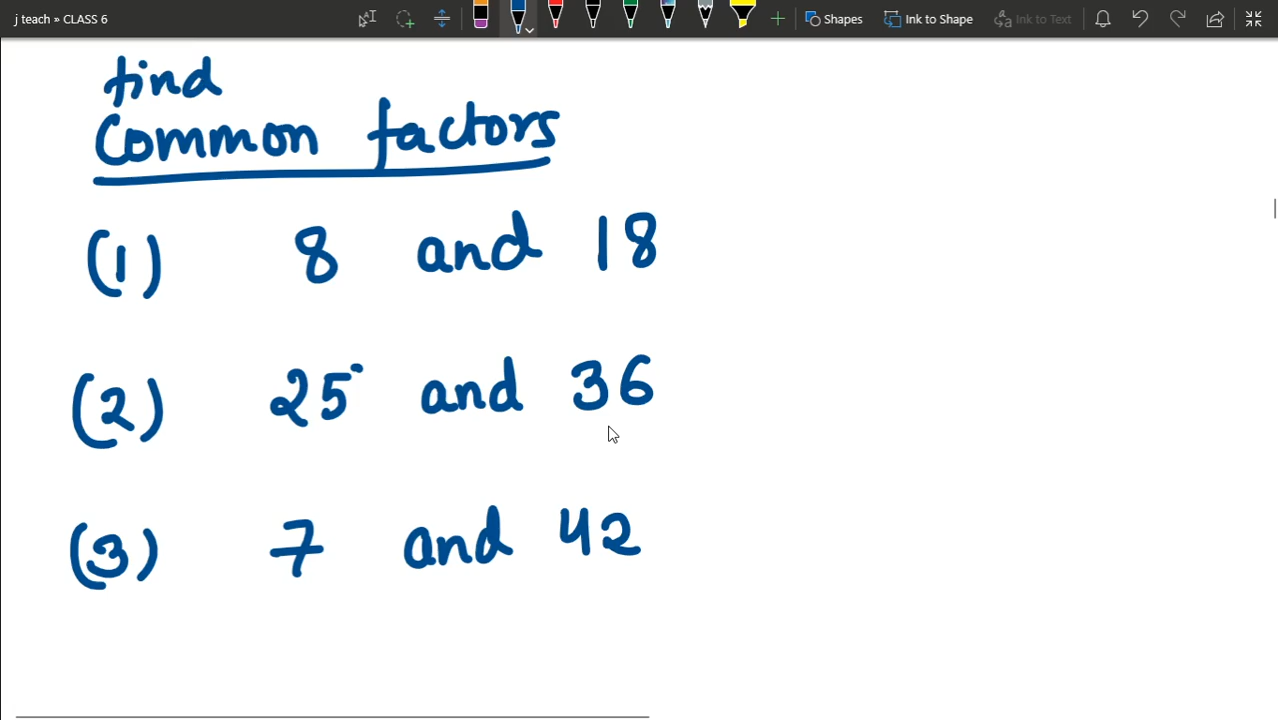 j teach » CLASS 6
Shapes
Ink to Shape
Ink to Text
find
Common factors
(1) 8 and 18
(2) 25 and 36
(3) 7 and 42